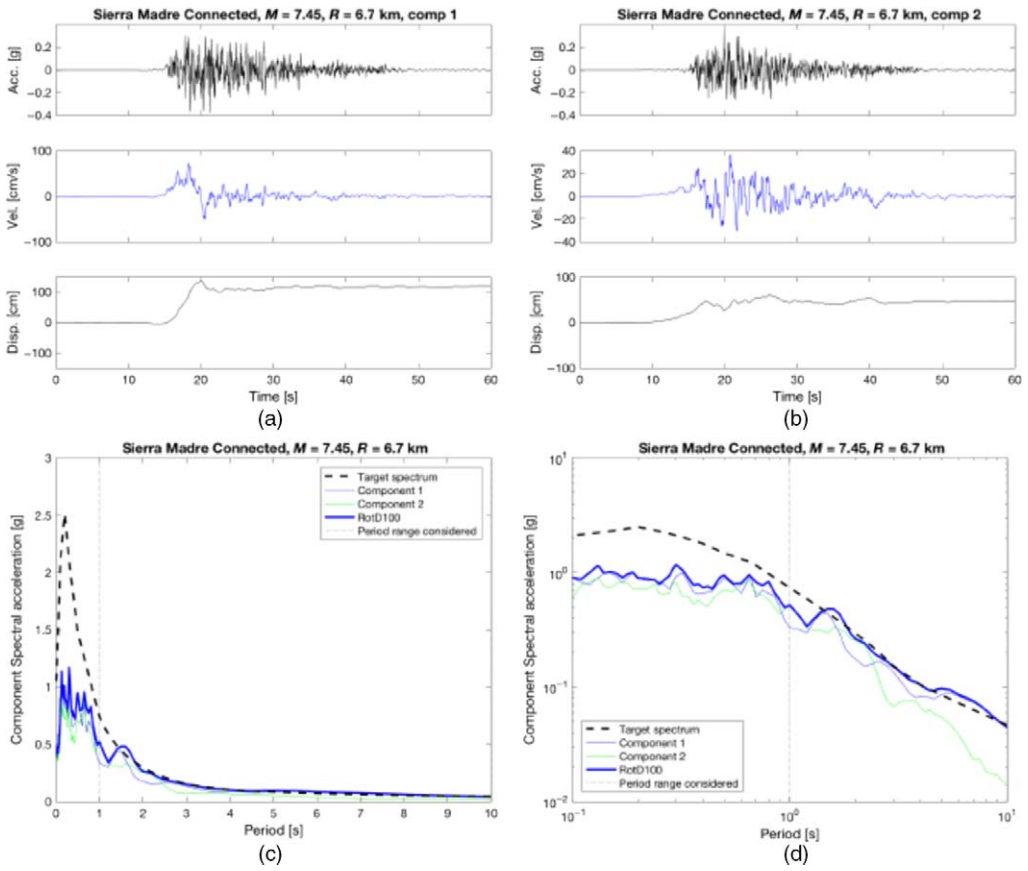 Sierra Madre Connected, M = 7.45, R = 6.7 km, comp 1
Acc. [g]
0.2
0
−0.2
−0.4
Vel. [cm/s]
100
0
−100
Disp. [cm]
100
0
−100
0 10 20 30 40 50 60
Time [s]
(a)
Sierra Madre Connected, M = 7.45, R = 6.7 km, comp 2
Acc. [g]
0.2
0
−0.2
−0.4
Vel. [cm/s]
40
20
0
−20
−40
Disp. [cm]
100
0
−100
0 10 20 30 40 50 60
Time [s]
(b)
Sierra Madre Connected, M = 7.45, R = 6.7 km
Component Spectral acceleration [g]
3
2.5
2
1.5
1
0.5
0
Target spectrum
Component 1
Component 2
RotD100
Period range considered
0 1 2 3 4 5 6 7 8 9 10
Period [s]
(c)
Sierra Madre Connected, M = 7.45, R = 6.7 km
Component Spectral acceleration [g]
10¹
10⁰
10⁻¹
10⁻²
Target spectrum
Component 1
Component 2
RotD100
Period range considered
10⁻¹ 10⁰ 10¹
Period [s]
(d)